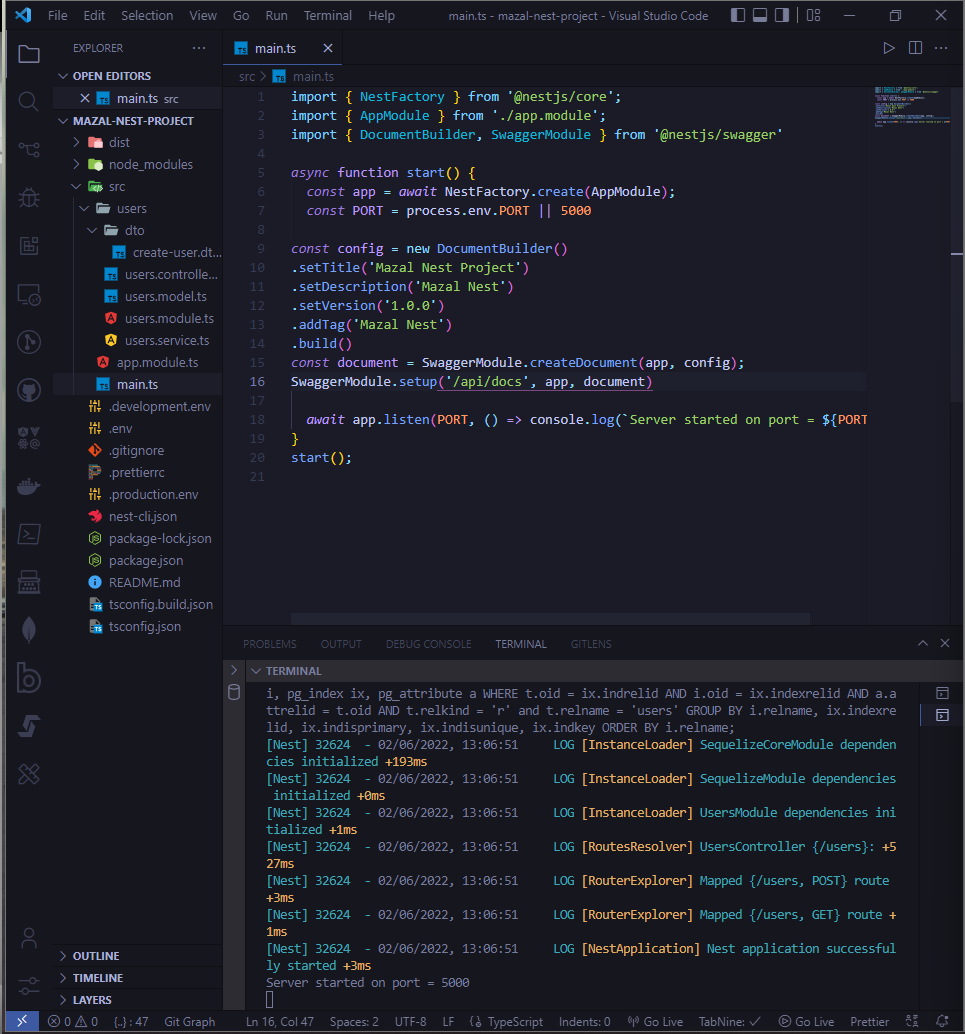 File Edit Selection View Go Run Terminal Help main.ts - mazal-nest-project - Visual Studio Code
EXPLORER
OPEN EDITORS
main.ts src
MAZAL-NEST-PROJECT
dist
node_modules
src
users
dto
create-user.dt...
users.controlle...
users.model.ts
users.module.ts
users.service.ts
app.module.ts
main.ts
.development.env
.env
.gitignore
.prettierrc
.production.env
nest-cli.json
package-lock.json
package.json
README.md
tsconfig.build.json
tsconfig.json
OUTLINE
TIMELINE
LAYERS
main.ts
src > main.ts
1 import { NestFactory } from '@nestjs/core';
2 import { AppModule } from './app.module';
3 import { DocumentBuilder, SwaggerModule } from '@nestjs/swagger'
4
5 async function start() {
6 const app = await NestFactory.create(AppModule);
7 const PORT = process.env.PORT || 5000
8
9 const config = new DocumentBuilder()
10 .setTitle('Mazal Nest Project')
11 .setDescription('Mazal Nest')
12 .setVersion('1.0.0')
13 .addTag('Mazal Nest')
14 .build()
15 const document = SwaggerModule.createDocument(app, config);
16 SwaggerModule.setup('/api/docs', app, document)
17
18 await app.listen(PORT, () => console.log(`Server started on port = ${PORT
19 }
20 start();
21
PROBLEMS OUTPUT DEBUG CONSOLE TERMINAL GITLENS
TERMINAL
i, pg_index ix, pg_attribute a WHERE t.oid = ix.indrelid AND i.oid = ix.indexrelid AND a.a
ttrelid = t.oid AND t.relkind = 'r' and t.relname = 'users' GROUP BY i.relname, ix.indexre
lid, ix.indisprimary, ix.indisunique, ix.indkey ORDER BY i.relname;
[Nest] 32624 - 02/06/2022, 13:06:51 LOG [InstanceLoader] SequelizeCoreModule dependen
cies initialized +193ms
[Nest] 32624 - 02/06/2022, 13:06:51 LOG [InstanceLoader] SequelizeModule dependencies
initialized +0ms
[Nest] 32624 - 02/06/2022, 13:06:51 LOG [InstanceLoader] UsersModule dependencies ini
tialized +1ms
[Nest] 32624 - 02/06/2022, 13:06:51 LOG [RoutesResolver] UsersController {/users}: +5
27ms
[Nest] 32624 - 02/06/2022, 13:06:51 LOG [RouterExplorer] Mapped {/users, POST} route
+3ms
[Nest] 32624 - 02/06/2022, 13:06:51 LOG [RouterExplorer] Mapped {/users, GET} route +
1ms
[Nest] 32624 - 02/06/2022, 13:06:51 LOG [NestApplication] Nest application successful
ly started +3ms
Server started on port = 5000
0 0 {..} : 47 Git Graph Ln 16, Col 47 Spaces: 2 UTF-8 LF TypeScript Indents: 0 Go Live TabNine: ✓ Go Live Prettier